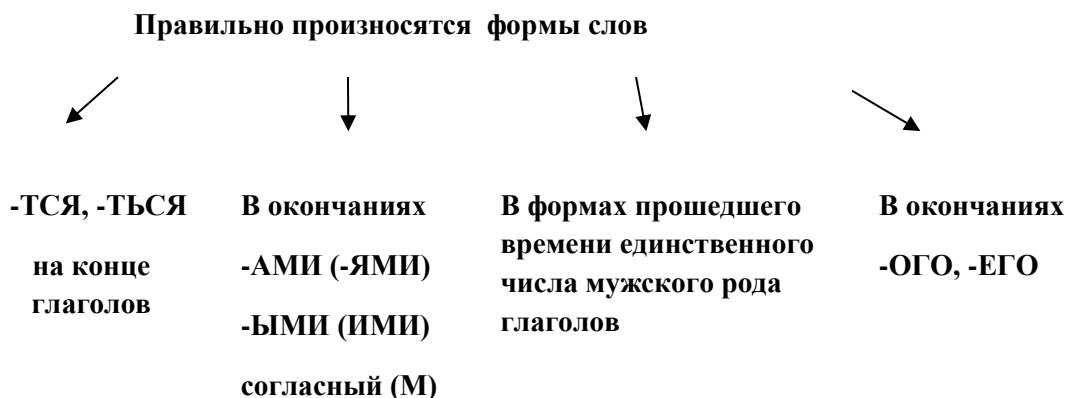 Правильно произносятся формы слов
-ТСЯ, -ТЬСЯ
на конце
глаголов
В окончаниях
-АМИ (-ЯМИ)
-ЫМИ (ИМИ)
согласный (М)
В формах прошедшего
времени единственного
числа мужского рода
глаголов
В окончаниях
-ОГО, -ЕГО